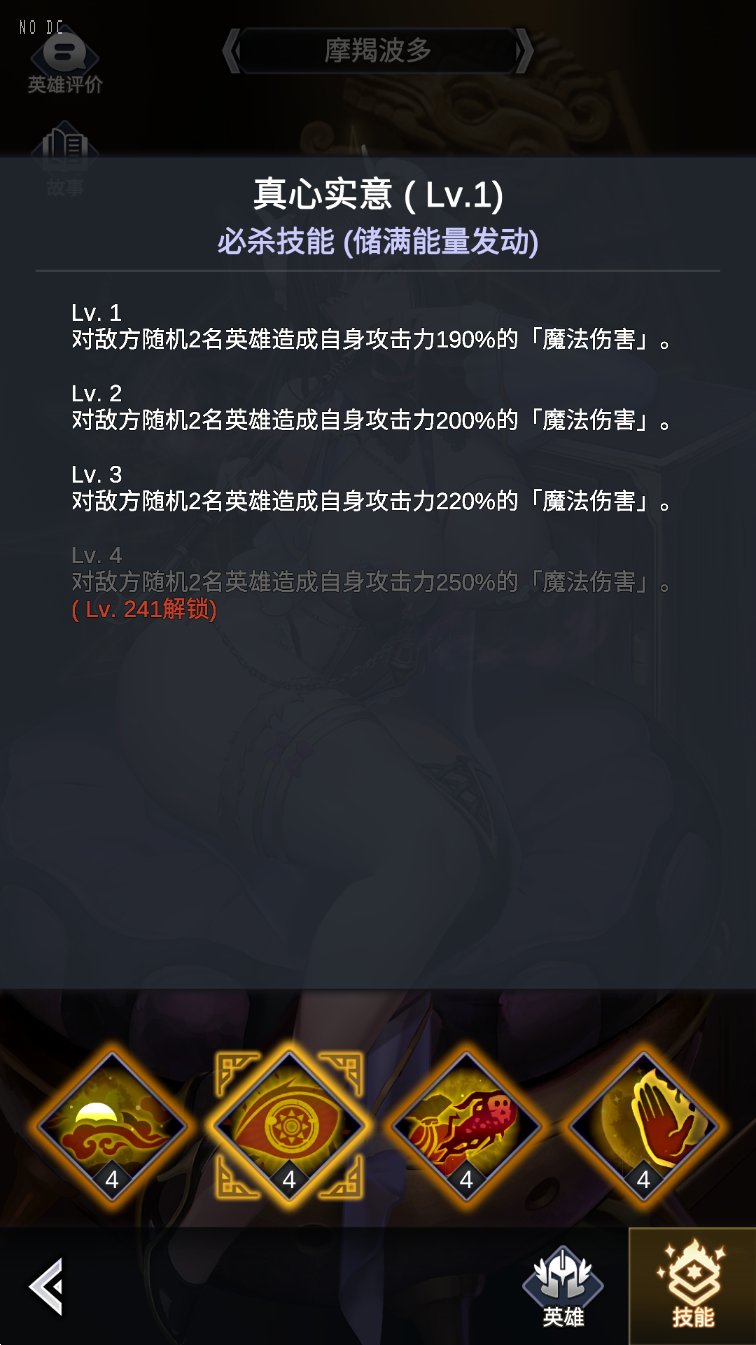 NO DC
摩羯波多
英雄评价
故事
真心实意 ( Lv.1)
必杀技能 (储满能量发动)
Lv. 1
对敌方随机2名英雄造成自身攻击力190%的「魔法伤害」。
Lv. 2
对敌方随机2名英雄造成自身攻击力200%的「魔法伤害」。
Lv. 3
对敌方随机2名英雄造成自身攻击力220%的「魔法伤害」。
Lv. 4
对敌方随机2名英雄造成自身攻击力250%的「魔法伤害」。
( Lv. 241解锁)
4 4 4 4
英雄 技能